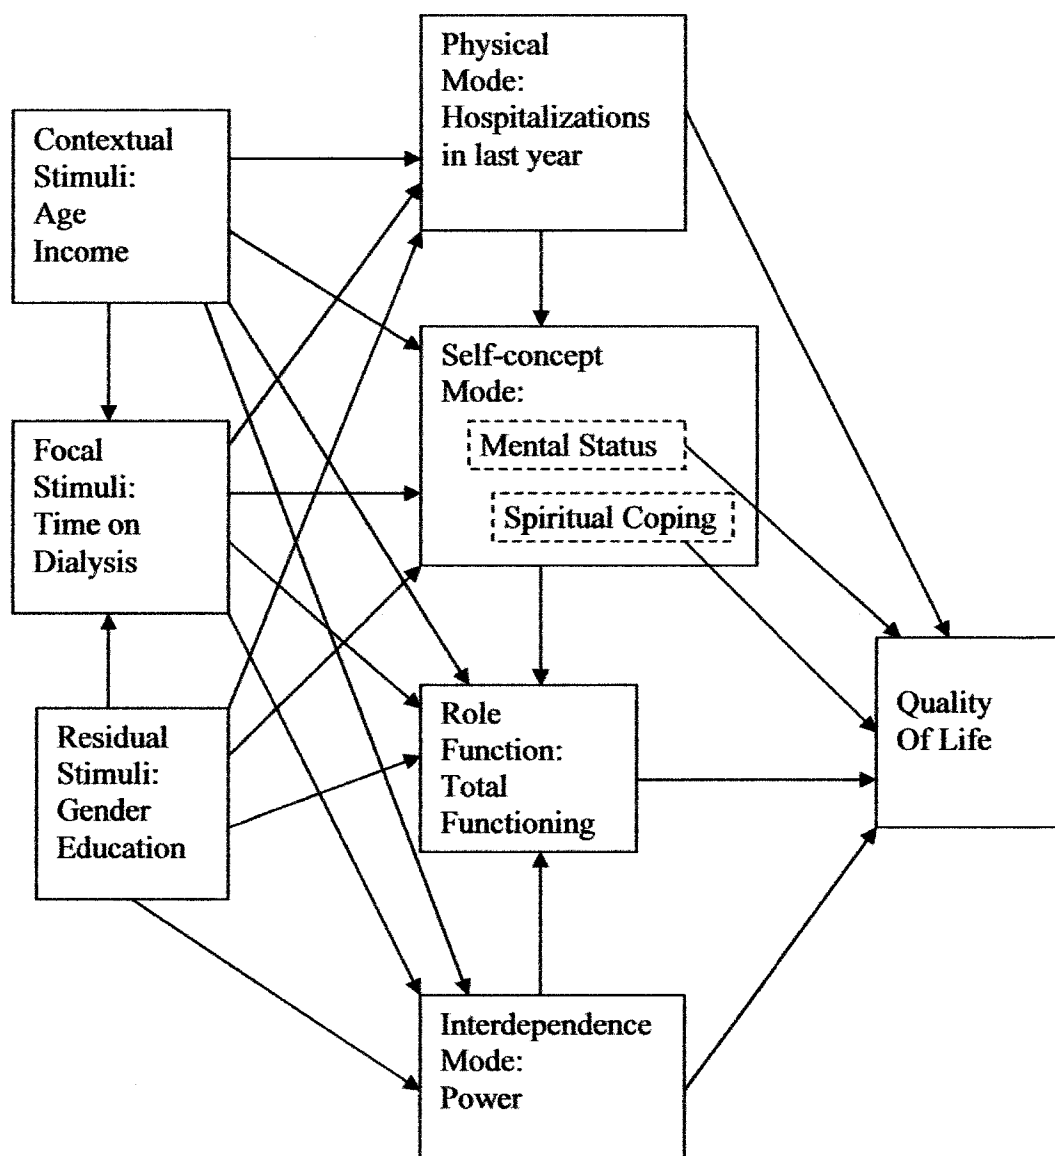 Physical
Mode:
Hospitalizations
in last year
Contextual
Stimuli:
Age
Income
Self-concept
Mode:
Mental Status
Spiritual Coping
Focal
Stimuli:
Time on
Dialysis
Residual
Stimuli:
Gender
Education
Role
Function:
Total
Functioning
Quality
Of Life
Interdependence
Mode:
Power